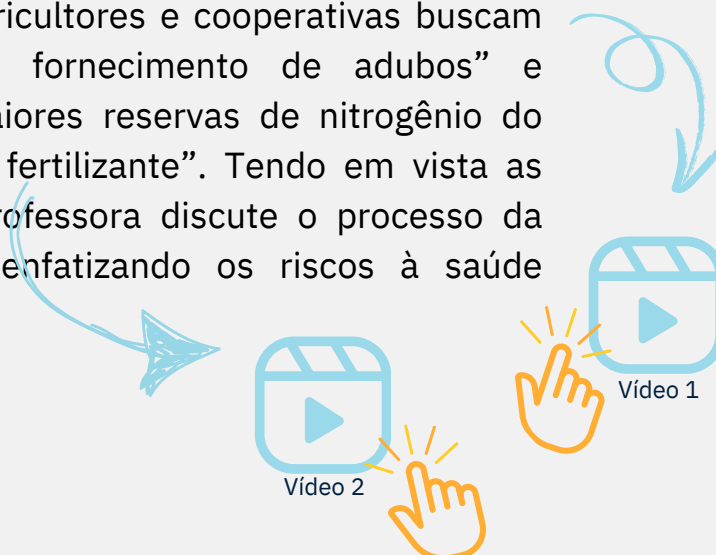 ricultores e cooperativas buscam
fornecimento de adubos” e
aiores reservas de nitrogênio do
fertilizante”. Tendo em vista as
rofessora discute o processo da
enfatizando os riscos à saúde
Vídeo 1
Vídeo 2